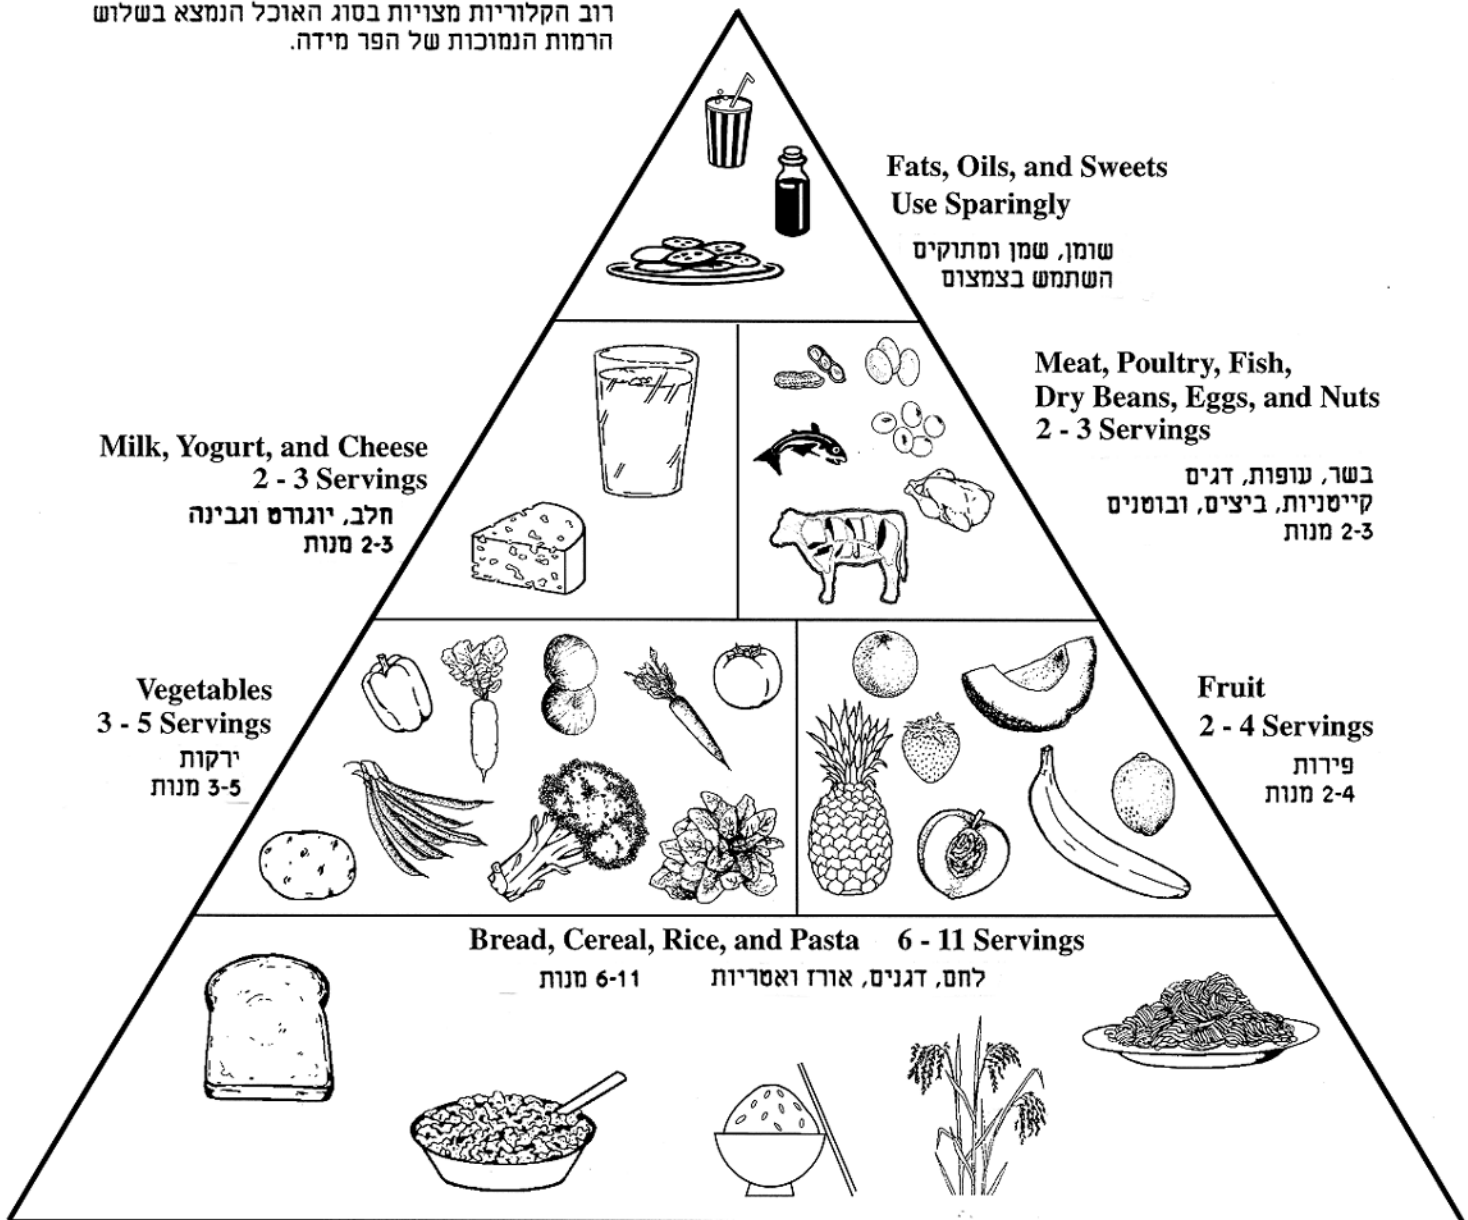 רוב הקלוריות מצויות בסוג האוכל הנמצא בשלוש
הרמות הנמוכות של הפר מידה.
Fats, Oils, and Sweets
Use Sparingly
שומן, שמן ומתוקים
השתמש בצמצום
Meat, Poultry, Fish,
Dry Beans, Eggs, and Nuts
2 - 3 Servings
בשר, עופות, דגים
קייטניות, ביצים, ובוטנים
2-3 מנות
Milk, Yogurt, and Cheese
2 - 3 Servings
חלב, יוגורט וגבינה
2-3 מנות
Vegetables
3 - 5 Servings
ירקות
3-5 מנות
Fruit
2 - 4 Servings
פירות
2-4 מנות
Bread, Cereal, Rice, and Pasta 6 - 11 Servings
לחם, דגנים, אורז ואטריות 6-11 מנות